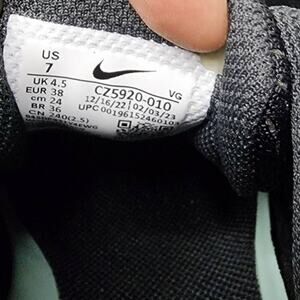 US
7
UK 4.5
EUR 38
cm 24
BR 36
CN 240(2.5)
CZ5920-010 VG
12/16/22 02/03/23
UPC 00196152460103